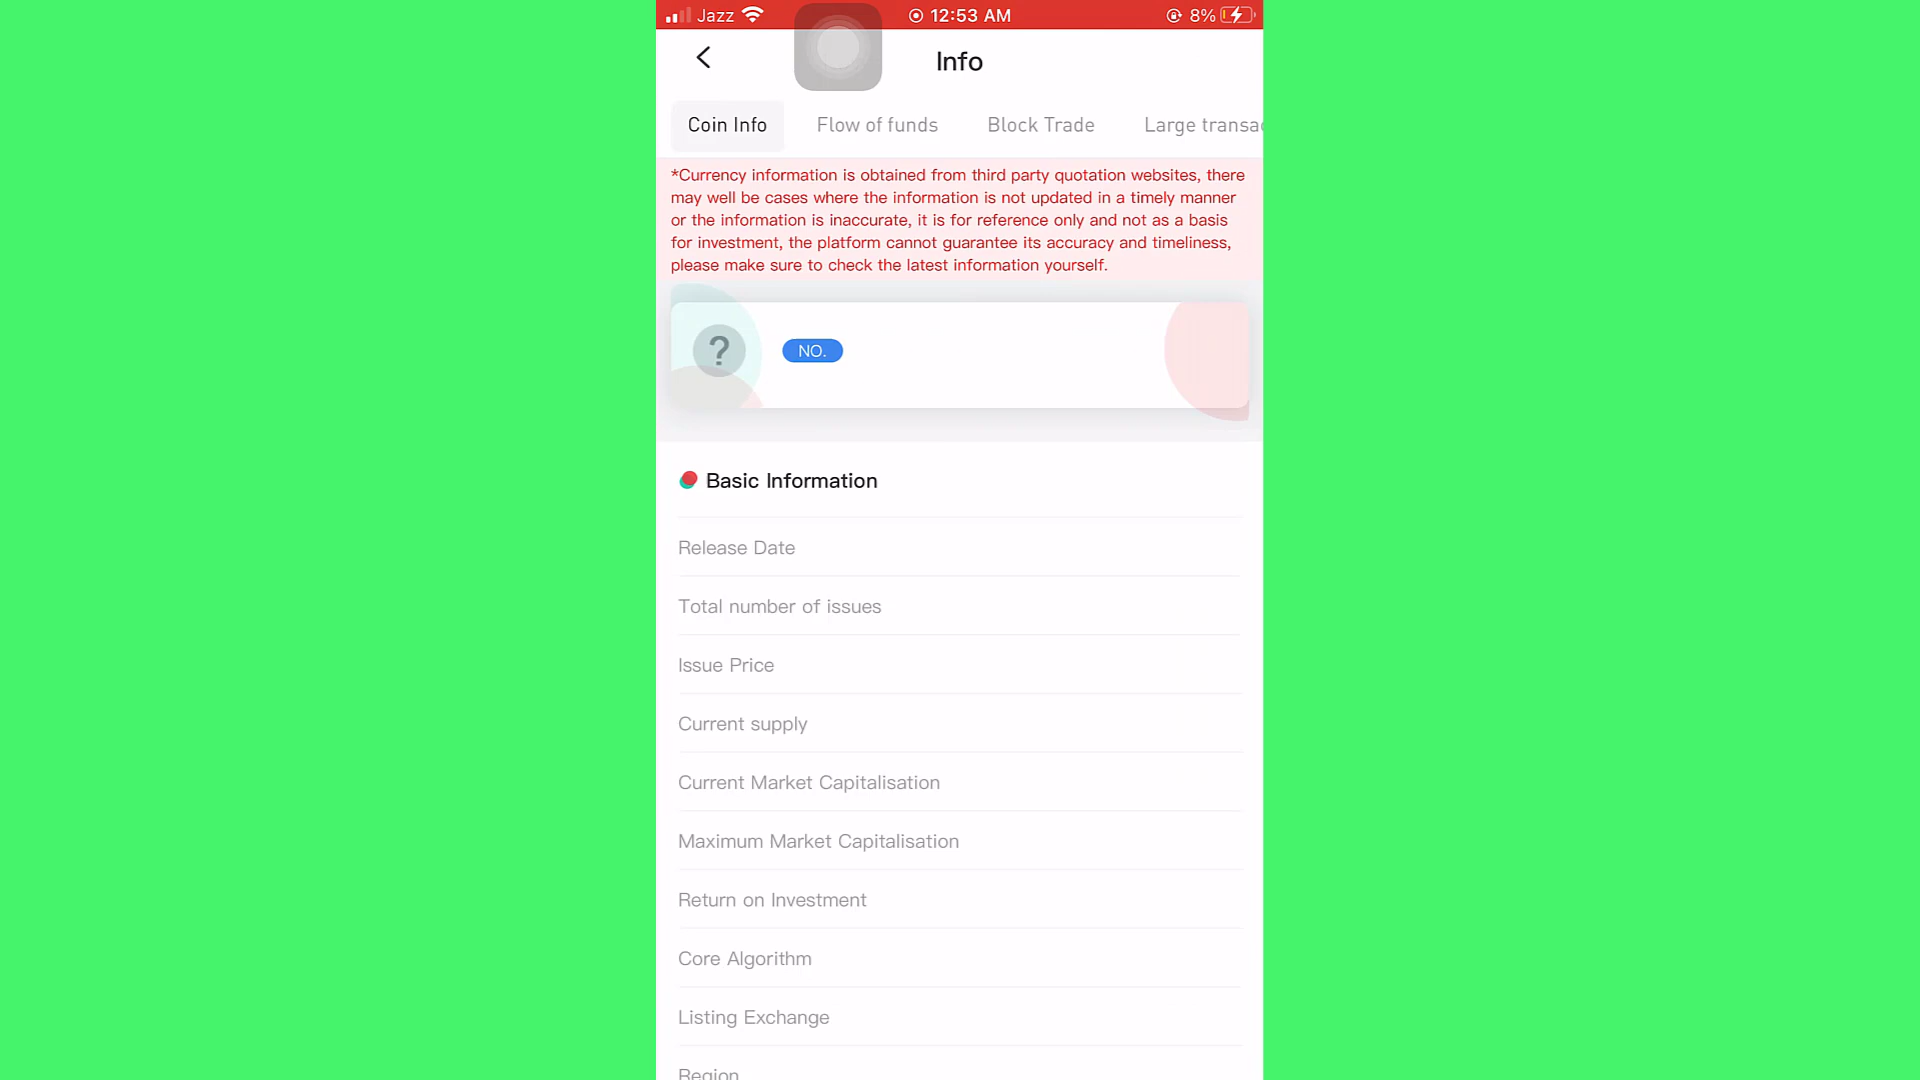 Jazz 12:53 AM 8%
Info
Coin Info Flow of funds Block Trade Large transac
*Currency information is obtained from third party quotation websites, there
may well be cases where the information is not updated in a timely manner
or the information is inaccurate, it is for reference only and not as a basis
for investment, the platform cannot guarantee its accuracy and timeliness,
please make sure to check the latest information yourself.
? NO.
Basic Information
Release Date
Total number of issues
Issue Price
Current supply
Current Market Capitalisation
Maximum Market Capitalisation
Return on Investment
Core Algorithm
Listing Exchange
Region